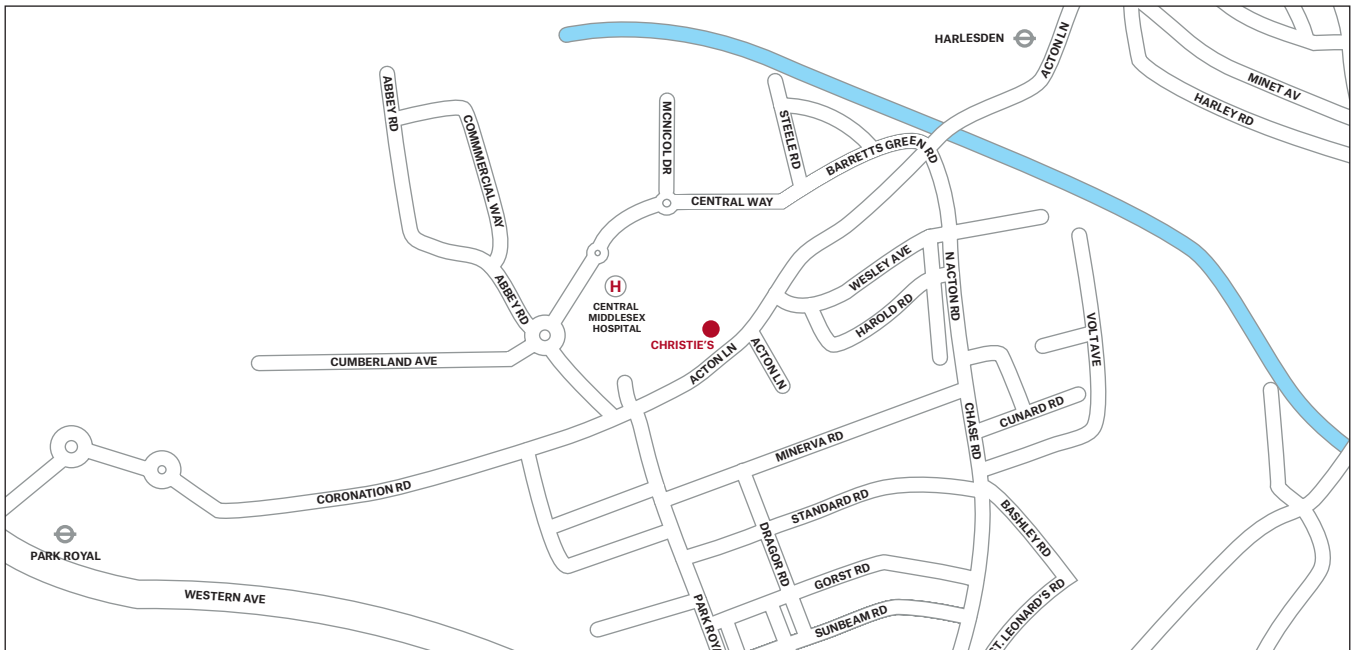 HARLESDEN
ACTON LN
MINET AV
HARLEY RD
ABBEY RD
COMMMERCIAL WAY
MCNICOL DR
STEELE RD
BARRETTS GREEN RD
CENTRAL WAY
WESLEY AVE
N ACTON RD
HAROLD RD
ABBEY RD
H
CENTRAL
MIDDLESEX
HOSPITAL
CHRISTIE'S
VOLT AVE
CUMBERLAND AVE
ACTON LN
ACTON LN
CUNARD RD
CHASE RD
MINERVA RD
CORONATION RD
STANDARD RD
BASHLEY RD
DRAGOR RD
PARK ROYAL
GORST RD
WESTERN AVE
PARK ROYA
SUNBEAM RD
ST. LEONARD'S RD